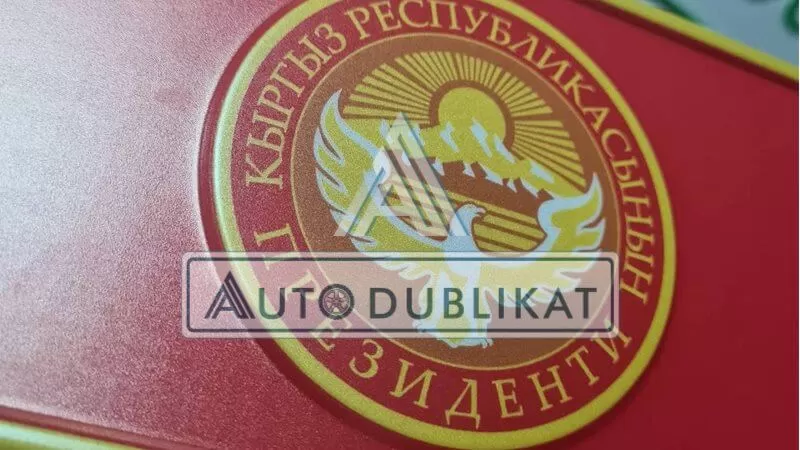 КЫРГЫЗ РЕСПУБЛИКАСЫНЫН
ПРЕЗИДЕНТИ
AUTO DUBLIKAT